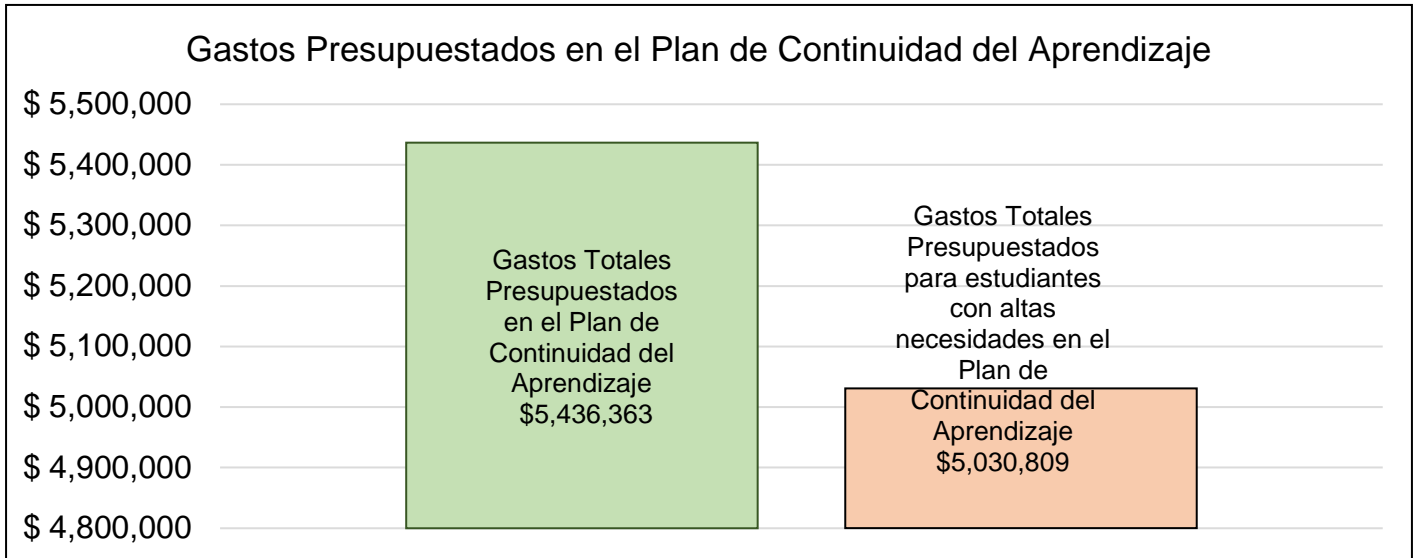 Gastos Presupuestados en el Plan de Continuidad del Aprendizaje
$ 5,500,000
$ 5,400,000
$ 5,300,000
$ 5,200,000
$ 5,100,000
$ 5,000,000
$ 4,900,000
$ 4,800,000
Gastos Totales
Presupuestados
en el Plan de
Continuidad del
Aprendizaje
$5,436,363
Gastos Totales
Presupuestados
para estudiantes
con altas
necesidades en el
Plan de
Continuidad del
Aprendizaje
$5,030,809